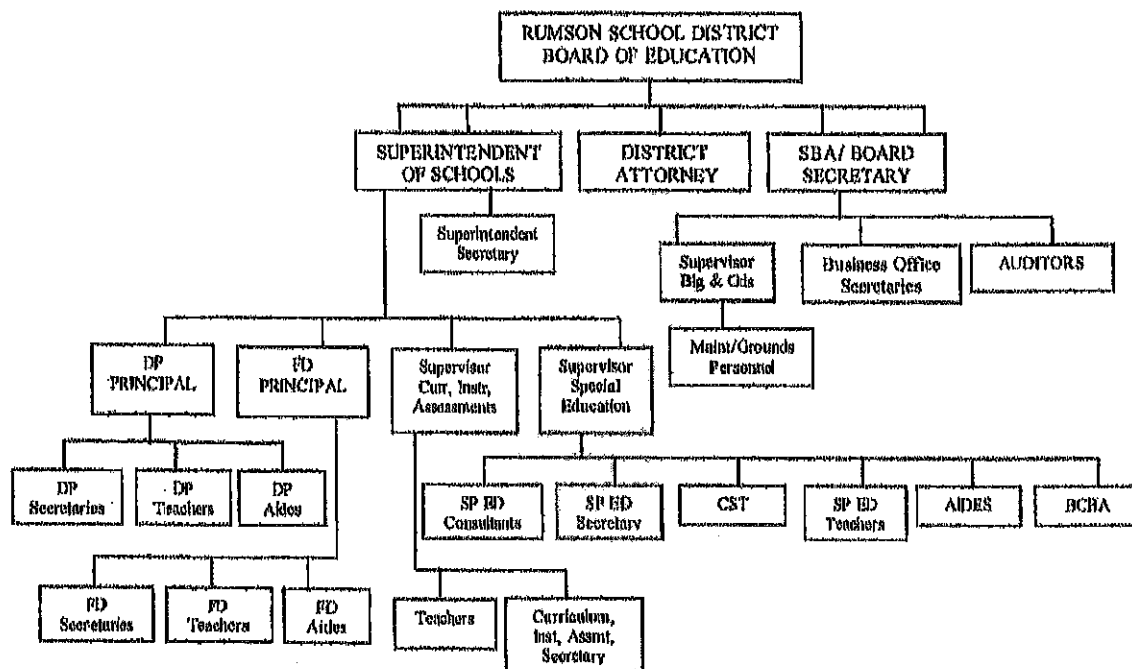 RUMSON SCHOOL DISTRICT
BOARD OF EDUCATION
SUPERINTENDENT
OF SCHOOLS
DISTRICT
ATTORNEY
SBA/ BOARD
SECRETARY
Superintendent
Secretary
Supervisor
Blg & Gds
Business Office
Secretaries
AUDITORS
Maint/Grounds
Personnel
DP
PRINCIPAL
FD
PRINCIPAL
Supervisor
Curr, Instr,
Assessments
Supervisor
Special
Education
DP
Secretaries
DP
Teachers
DP
Aides
SP ED
Consultants
SP ED
Secretary
CST
SP ED
Teachers
AIDES
FD
Secretaries
FD
Teachers
FD
Aides
Teachers
Curriculum,
Inst, Assmt,
Secretary